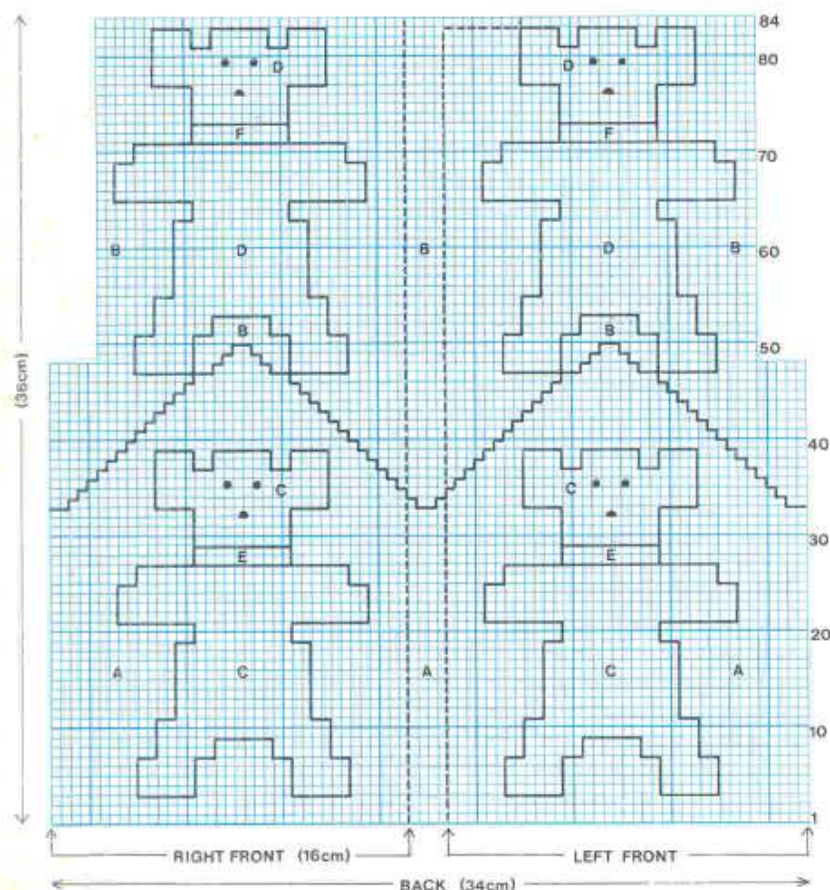 84
80
D D
F F
70
B D B D B
60
B B
50
(36cm)
40
C C
30
E E
20
A C A C A
10
1
RIGHT FRONT (16cm) LEFT FRONT
BACK (34cm)